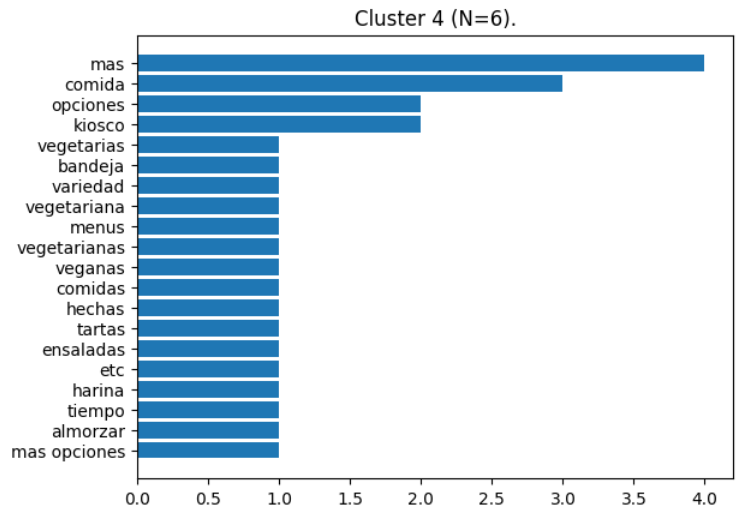 Cluster 4 (N=6).
mas
comida
opciones
kiosco
vegetarias
bandeja
variedad
vegetariana
menus
vegetarianas
veganas
comidas
hechas
tartas
ensaladas
etc
harina
tiempo
almorzar
mas opciones
0.0 0.5 1.0 1.5 2.0 2.5 3.0 3.5 4.0